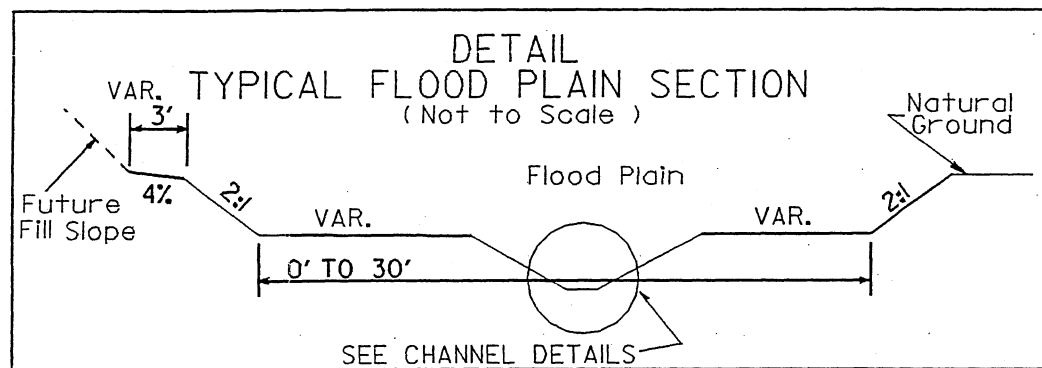 DETAIL
TYPICAL FLOOD PLAIN SECTION
( Not to Scale )
VAR.
3'
Natural
Ground
Flood Plain
4%
2:1
2:1
Future
Fill Slope
VAR.
VAR.
0' TO 30'
SEE CHANNEL DETAILS